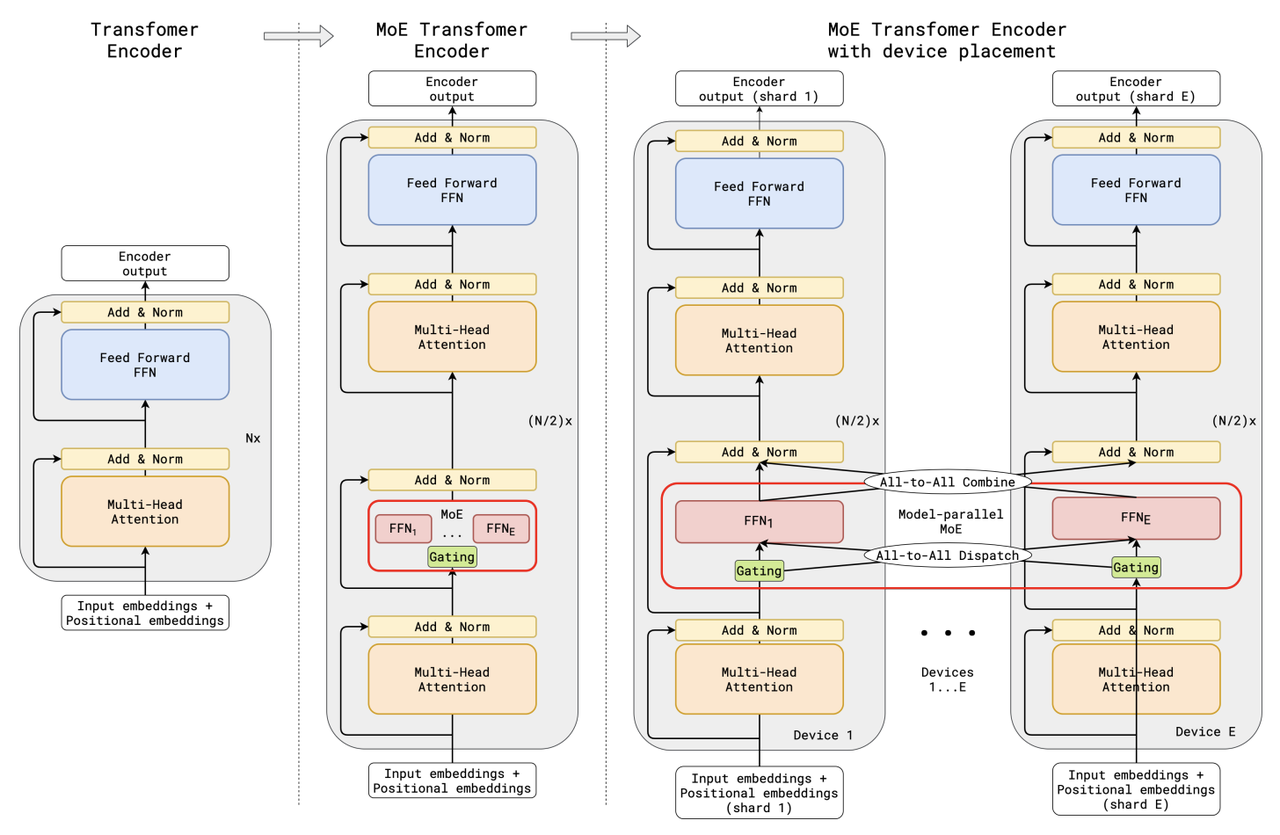 Transfomer
Encoder
MoE Transfomer
Encoder
MoE Transfomer Encoder
with device placement
Encoder
output
Add & Norm
Feed Forward
FFN
Add & Norm
Multi-Head
Attention
Nx
Input embeddings +
Positional embeddings
Encoder
output
Add & Norm
Feed Forward
FFN
Add & Norm
Multi-Head
Attention
(N/2)x
Add & Norm
MoE
FFN1 ... FFNE
Gating
Add & Norm
Multi-Head
Attention
Input embeddings +
Positional embeddings
Encoder
output (shard 1)
Add & Norm
Feed Forward
FFN
Add & Norm
Multi-Head
Attention
(N/2)x
Add & Norm
FFN1
Gating
Add & Norm
Multi-Head
Attention
Device 1
Input embeddings +
Positional embeddings
(shard 1)
All-to-All Combine
Model-parallel
MoE
All-to-All Dispatch
• • •
Devices
1...E
Encoder
output (shard E)
Add & Norm
Feed Forward
FFN
Add & Norm
Multi-Head
Attention
(N/2)x
Add & Norm
FFNE
Gating
Add & Norm
Multi-Head
Attention
Device E
Input embeddings +
Positional embeddings
(shard E)